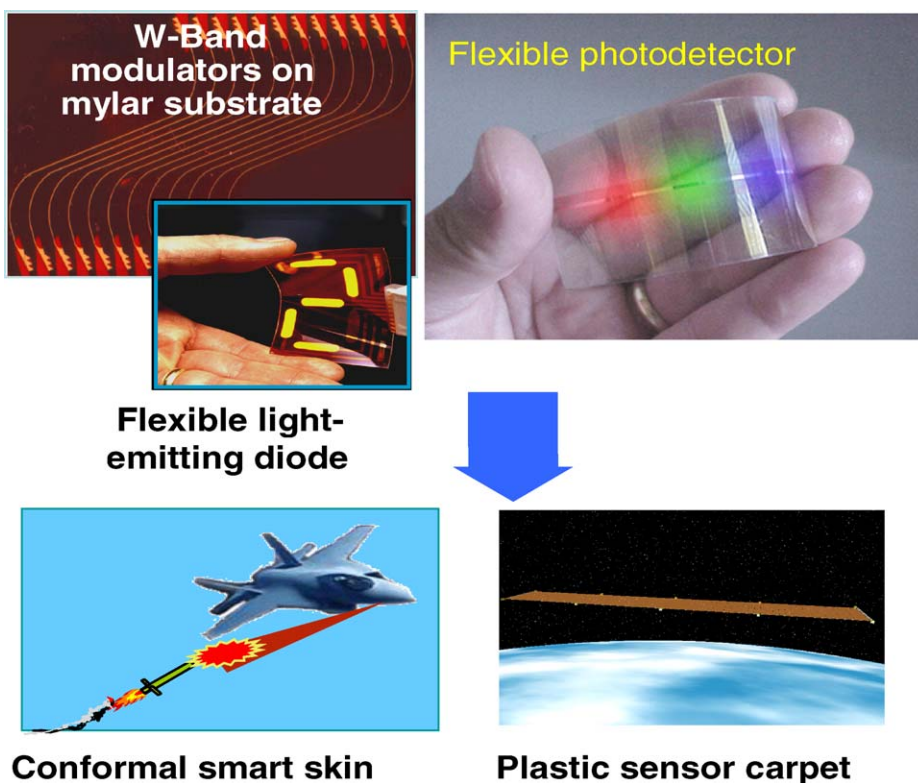 W-Band
modulators on
mylar substrate
Flexible photodetector
Flexible light-
emitting diode
Conformal smart skin
Plastic sensor carpet